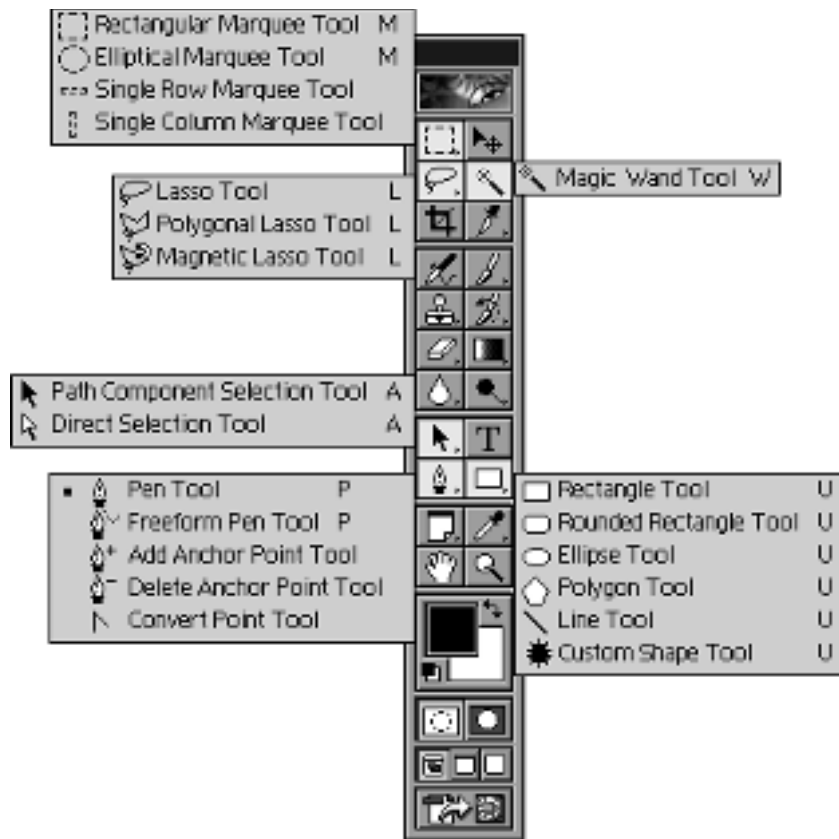 Rectangular Marquee Tool M
Elliptical Marquee Tool M
Single Row Marquee Tool
Single Column Marquee Tool
Magic Wand Tool W
Lasso Tool L
Polygonal Lasso Tool L
Magnetic Lasso Tool L
Path Component Selection Tool A
Direct Selection Tool A
T
Pen Tool P
Freeform Pen Tool P
Add Anchor Point Tool
Delete Anchor Point Tool
Convert Point Tool
Rectangle Tool U
Rounded Rectangle Tool U
Ellipse Tool U
Polygon Tool U
Line Tool U
Custom Shape Tool U